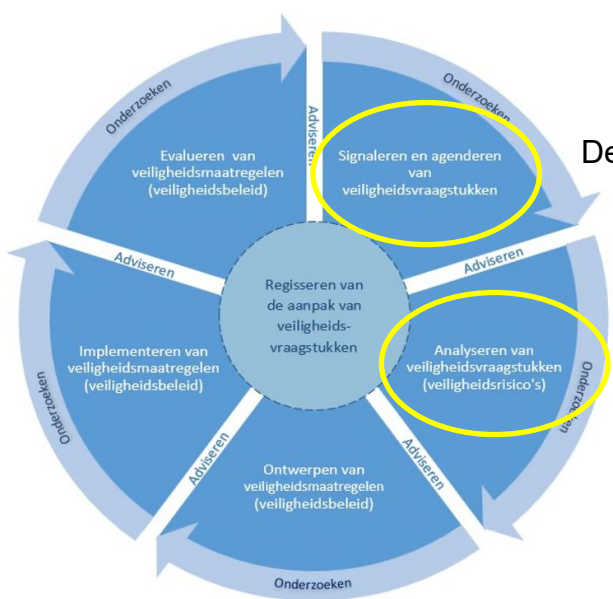 Onderzoeken
Adviseren
Signaleren en agenderen
van
veiligheidsvraagstukken
De
Onderzoeken
Adviseren
Analyseren van
veiligheidsvraagstukken
(veiligheidsrisico's)
Onderzoeken
Adviseren
Ontwerpen van
veiligheidsmaatregelen
(veiligheidsbeleid)
Onderzoeken
Adviseren
Implementeren van
veiligheidsmaatregelen
(veiligheidsbeleid)
Onderzoeken
Adviseren
Evalueren van
veiligheidsmaatregelen
(veiligheidsbeleid)
Regisseren van
de aanpak van
veiligheids-
vraagstukken